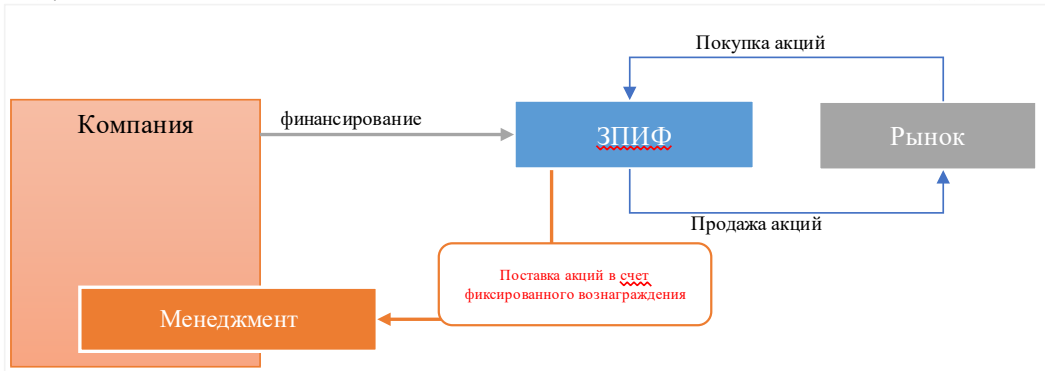 Покупка акций
Компания
финансирование
ЗПИФ
Рынок
Продажа акций
Поставка акций в счет
фиксированного вознаграждения
Менеджмент